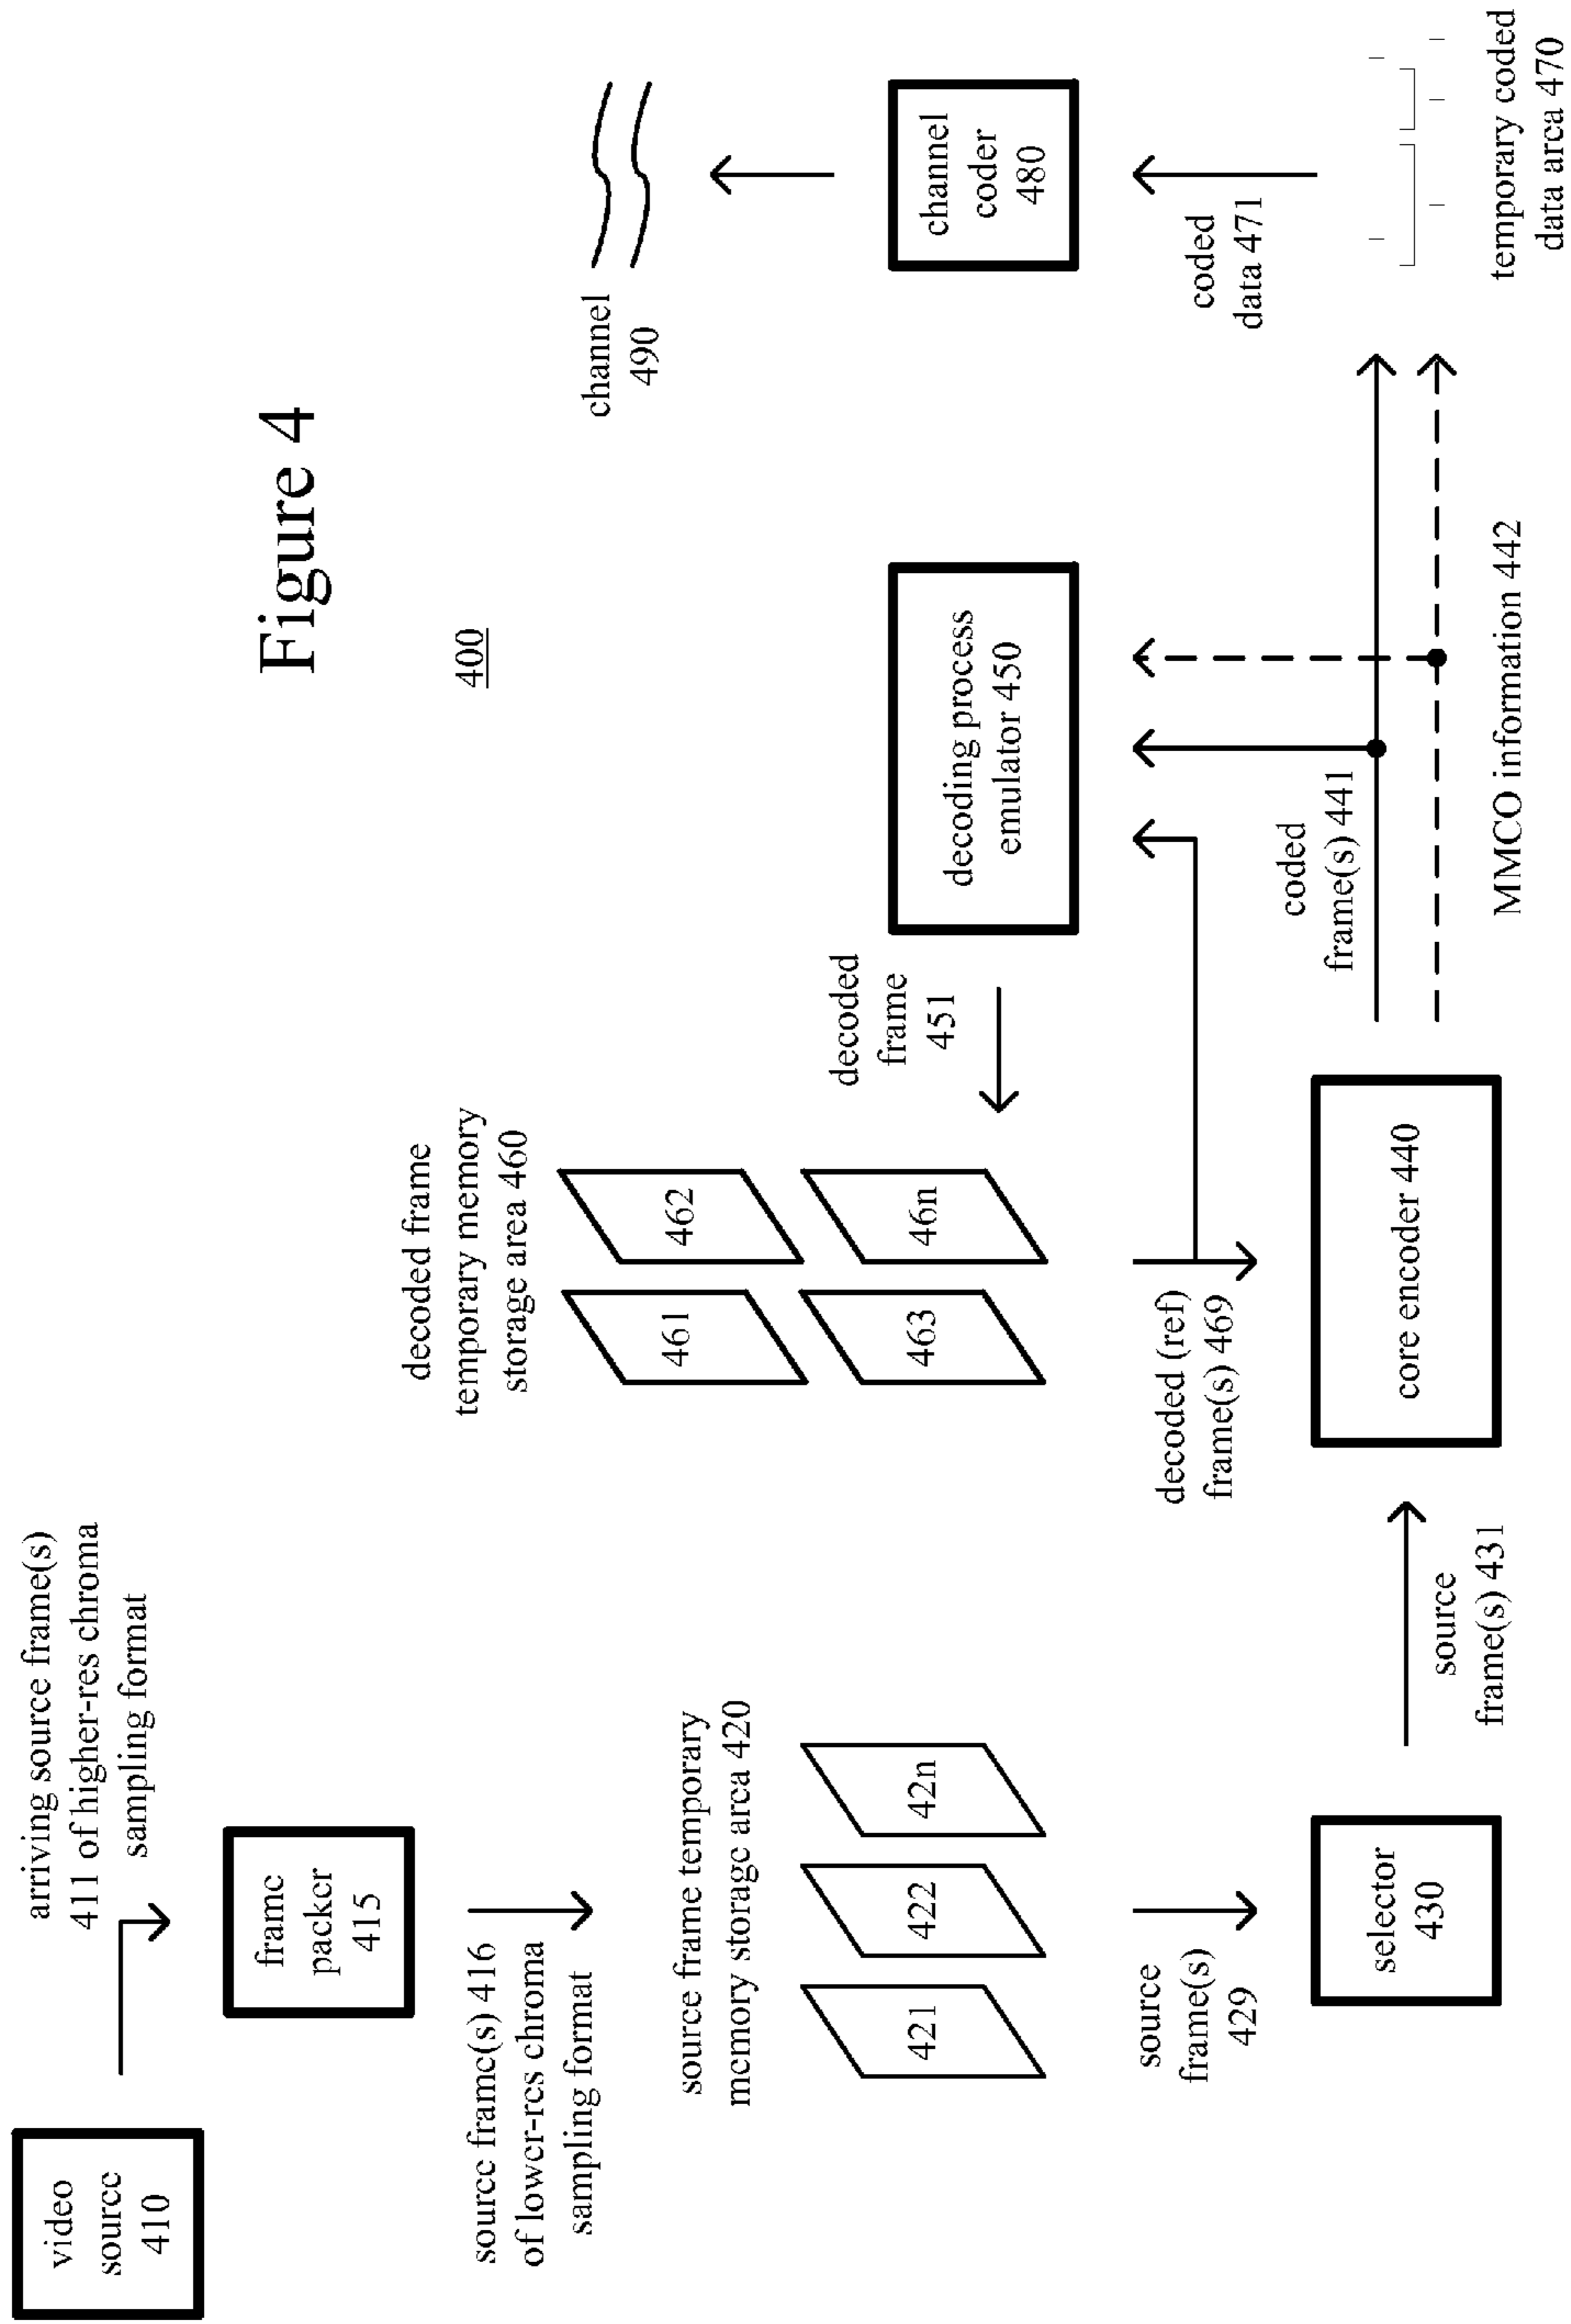 Figure 4
400
video
source
410
arriving source frame(s)
411 of higher-res chroma
sampling format
frame
packer
415
source frame(s) 416
of lower-res chroma
sampling format
source frame temporary
memory storage area 420
421
422
42n
source
frame(s)
429
selector
430
source
frame(s) 431
decoded frame
temporary memory
storage area 460
461
462
463
46n
decoded (ref)
frame(s) 469
core encoder 440
decoded
frame
451
decoding process
emulator 450
coded
frame(s) 441
MMCO information 442
channel
490
channel
coder
480
coded
data 471
temporary coded
data area 470